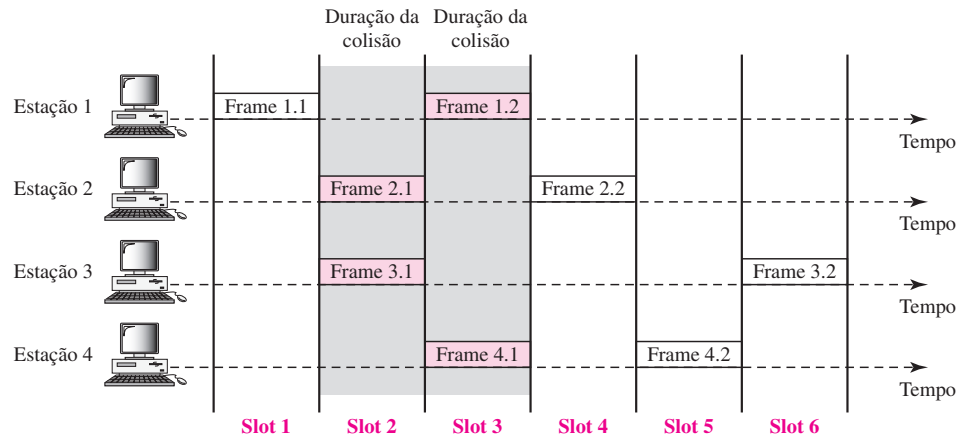 Duração da
colisão
Duração da
colisão
Estação 1
Frame 1.1
Frame 1.2
Tempo
Estação 2
Frame 2.1
Frame 2.2
Tempo
Estação 3
Frame 3.1
Frame 3.2
Tempo
Estação 4
Frame 4.1
Frame 4.2
Tempo
Slot 1
Slot 2
Slot 3
Slot 4
Slot 5
Slot 6